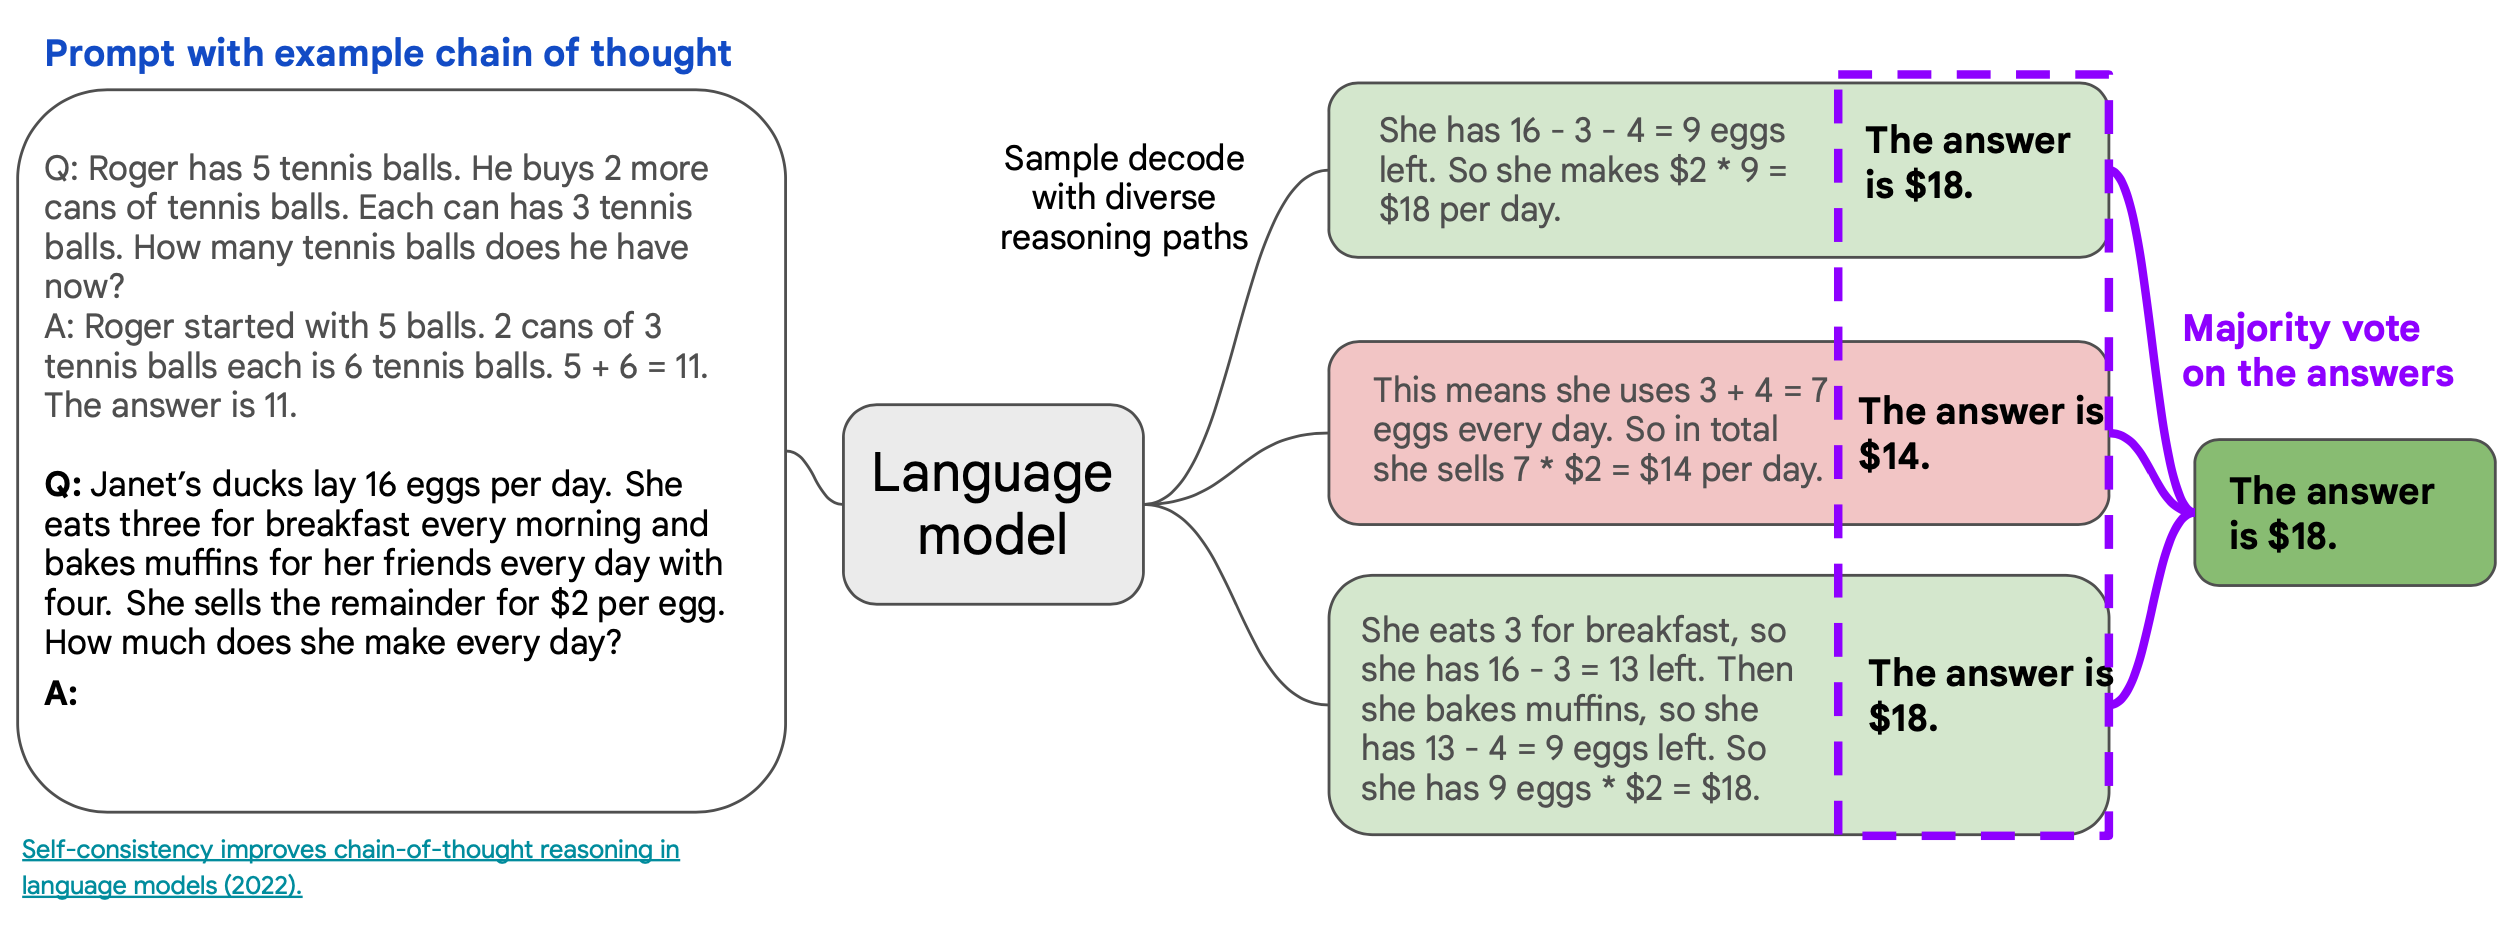 Prompt with example chain of thought
Q: Roger has 5 tennis balls. He buys 2 more
cans of tennis balls. Each can has 3 tennis
balls. How many tennis balls does he have
now?
A: Roger started with 5 balls. 2 cans of 3
tennis balls each is 6 tennis balls. 5 + 6 = 11.
The answer is 11.
Q: Janet’s ducks lay 16 eggs per day. She
eats three for breakfast every morning and
bakes muffins for her friends every day with
four. She sells the remainder for $2 per egg.
How much does she make every day?
A:
Self-consistency improves chain-of-thought reasoning in
language models (2022).
Language
model
Sample decode
with diverse
reasoning paths
She has 16 - 3 - 4 = 9 eggs
left. So she makes $2 * 9 =
$18 per day.
The answer
is $18.
This means she uses 3 + 4 = 7
eggs every day. So in total
she sells 7 * $2 = $14 per day.
The answer is
$14.
She eats 3 for breakfast, so
she has 16 - 3 = 13 left. Then
she bakes muffins, so she
has 13 - 4 = 9 eggs left. So
she has 9 eggs * $2 = $18.
The answer is
$18.
Majority vote
on the answers
The answer
is $18.